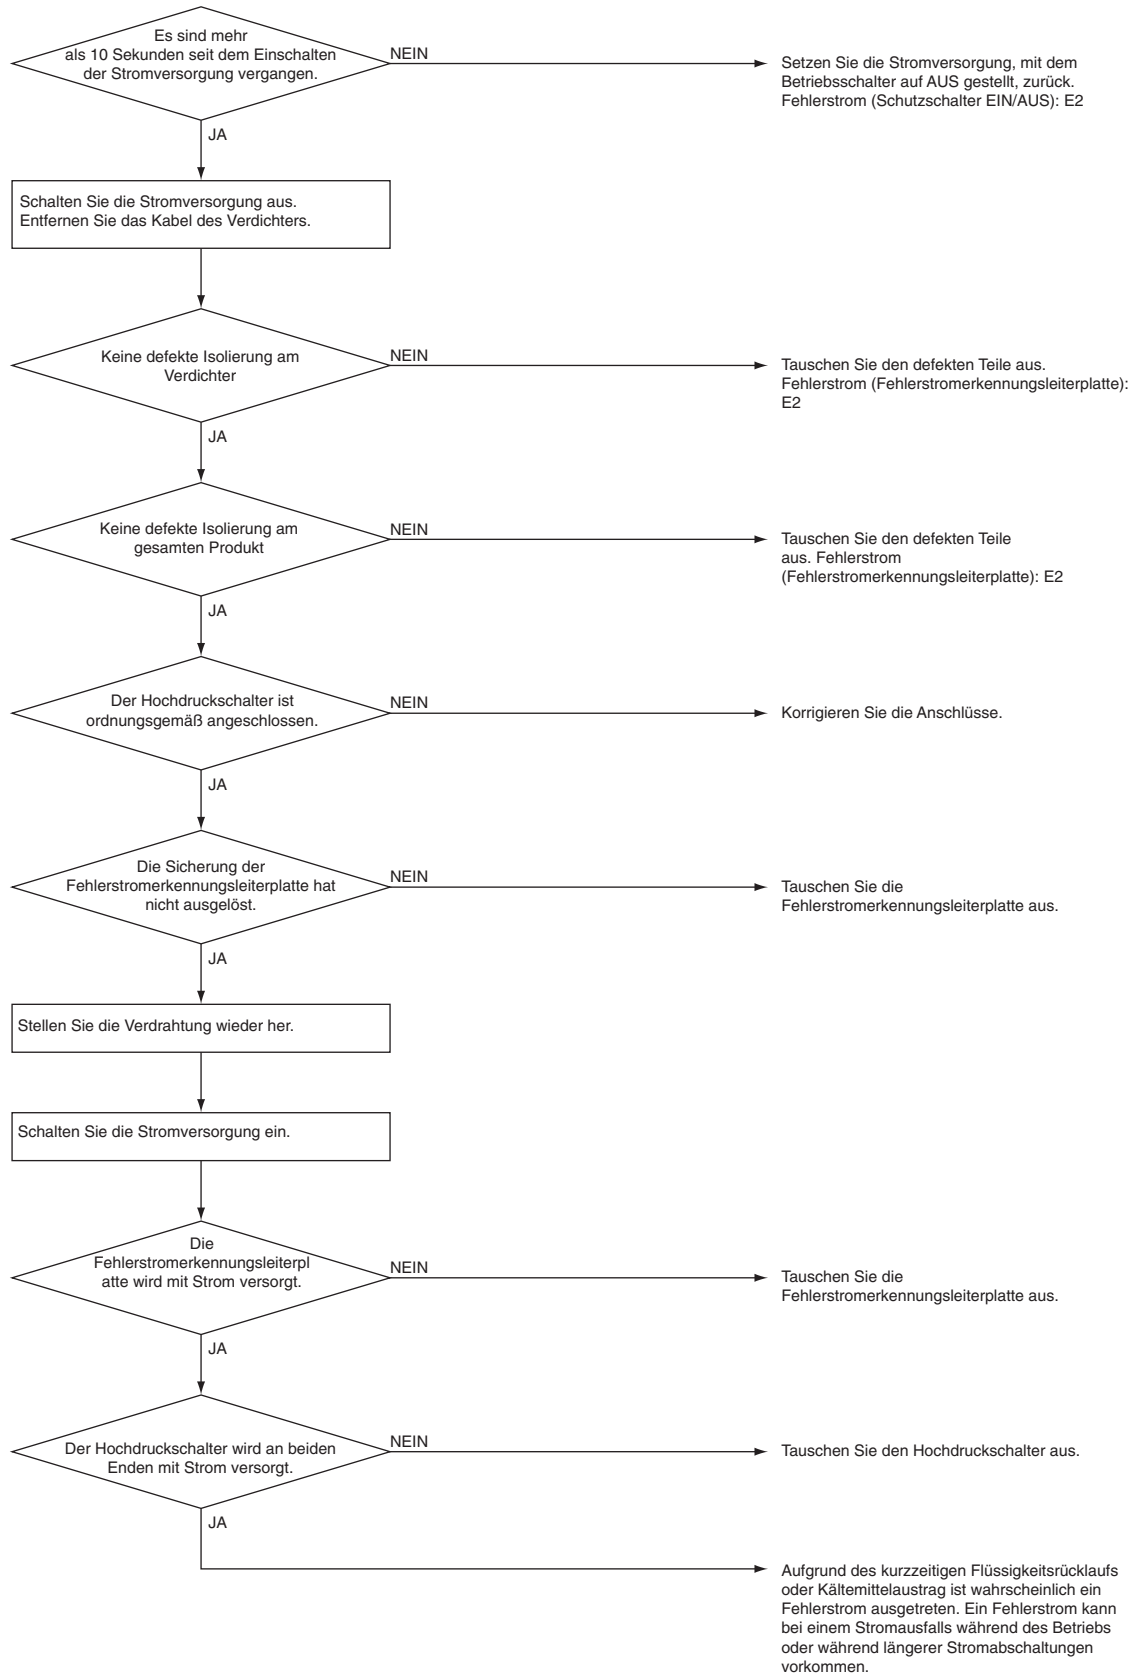 Es sind mehr
als 10 Sekunden seit dem Einschalten
der Stromversorgung vergangen.
NEIN
Setzen Sie die Stromversorgung, mit dem
Betriebsschalter auf AUS gestellt, zurück.
Fehlerstrom (Schutzschalter EIN/AUS): E2
JA
Schalten Sie die Stromversorgung aus.
Entfernen Sie das Kabel des Verdichters.
Keine defekte Isolierung am
Verdichter
NEIN
Tauschen Sie den defekten Teile aus.
Fehlerstrom (Fehlerstromerkennungsleiterplatte):
E2
JA
Keine defekte Isolierung am
gesamten Produkt
NEIN
Tauschen Sie den defekten Teile
aus. Fehlerstrom
(Fehlerstromerkennungsleiterplatte): E2
JA
Der Hochdruckschalter ist
ordnungsgemäß angeschlossen.
NEIN
Korrigieren Sie die Anschlüsse.
JA
Die Sicherung der
Fehlerstromerkennungsleiterplatte hat
nicht ausgelöst.
NEIN
Tauschen Sie die
Fehlerstromerkennungsleiterplatte aus.
JA
Stellen Sie die Verdrahtung wieder her.
Schalten Sie die Stromversorgung ein.
Die
Fehlerstromerkennungsleiterpl
atte wird mit Strom versorgt.
NEIN
Tauschen Sie die
Fehlerstromerkennungsleiterplatte aus.
JA
Der Hochdruckschalter wird an beiden
Enden mit Strom versorgt.
NEIN
Tauschen Sie den Hochdruckschalter aus.
JA
Aufgrund des kurzzeitigen Flüssigkeitsrücklaufs
oder Kältemittelaustrag ist wahrscheinlich ein
Fehlerstrom ausgetreten. Ein Fehlerstrom kann
bei einem Stromausfalls während des Betriebs
oder während längerer Stromabschaltungen
vorkommen.